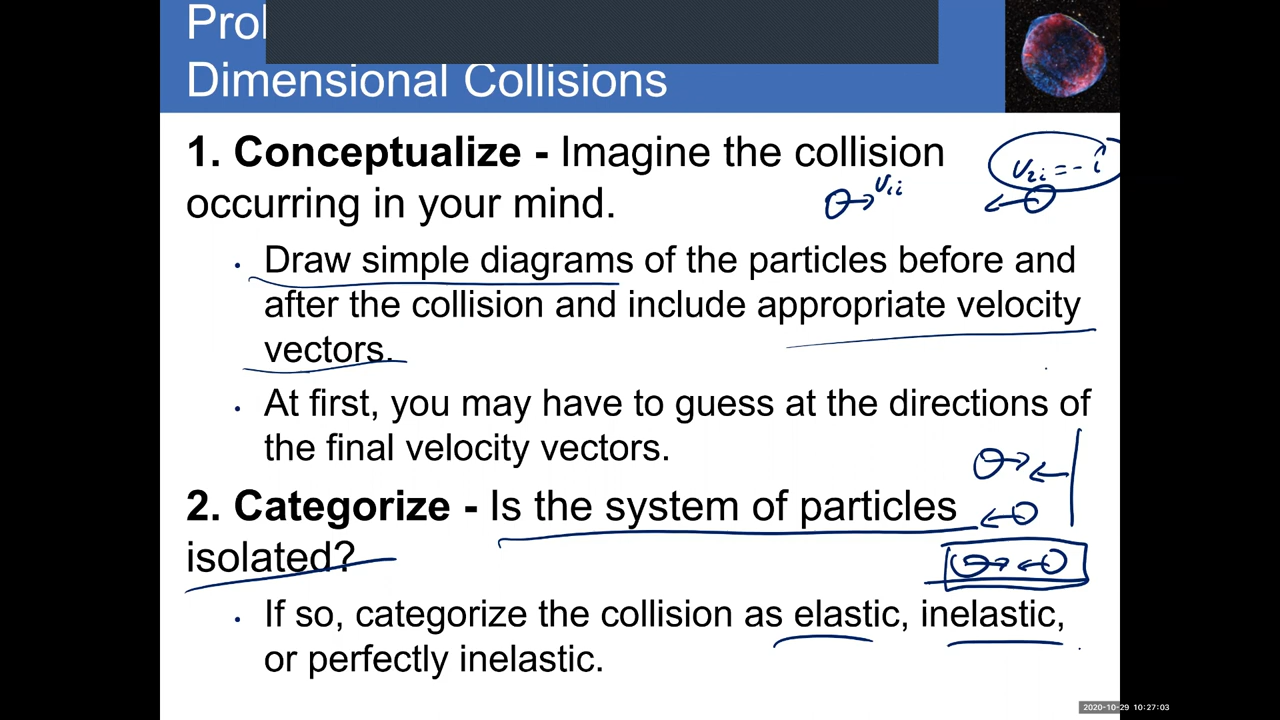 Dimensional Collisions
1. Conceptualize - Imagine the collision
occurring in your mind.
v1i
v2i = - i
· Draw simple diagrams of the particles before and
after the collision and include appropriate velocity
vectors.
· At first, you may have to guess at the directions of
the final velocity vectors.
2. Categorize - Is the system of particles
isolated?
· If so, categorize the collision as elastic, inelastic,
or perfectly inelastic.
2020-10-29 10:27:03